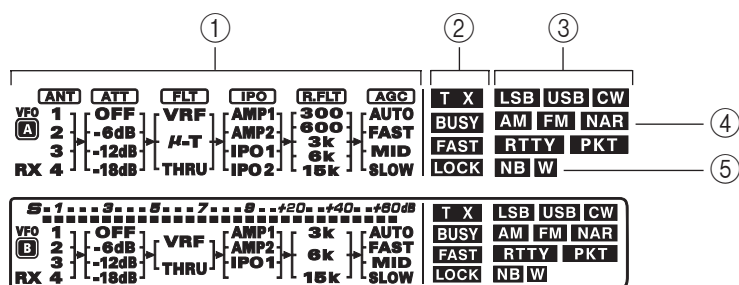 ① ② ③
ANT ATT FLT IPO R.FLT AGC
VFO 1 OFF VRF AMP1 300 AUTO T X LSB USB CW
A 2 -6dB μ-T AMP2 600 FAST BUSY AM FM NAR ④
3 -12dB IPO1 3k MID FAST RTTY PKT
RX 4 -18dB THRU IPO2 6k 15k SLOW LOCK NB W ⑤
S 1 3 5 7 9 +20 +40 +60dB T X LSB USB CW
VFO 1 OFF VRF AMP1 3k AUTO BUSY AM FM NAR
B 2 -6dB AMP2 6k FAST FAST RTTY PKT
3 -12dB THRU IPO1 MID
RX 4 -18dB 15k SLOW LOCK NB W